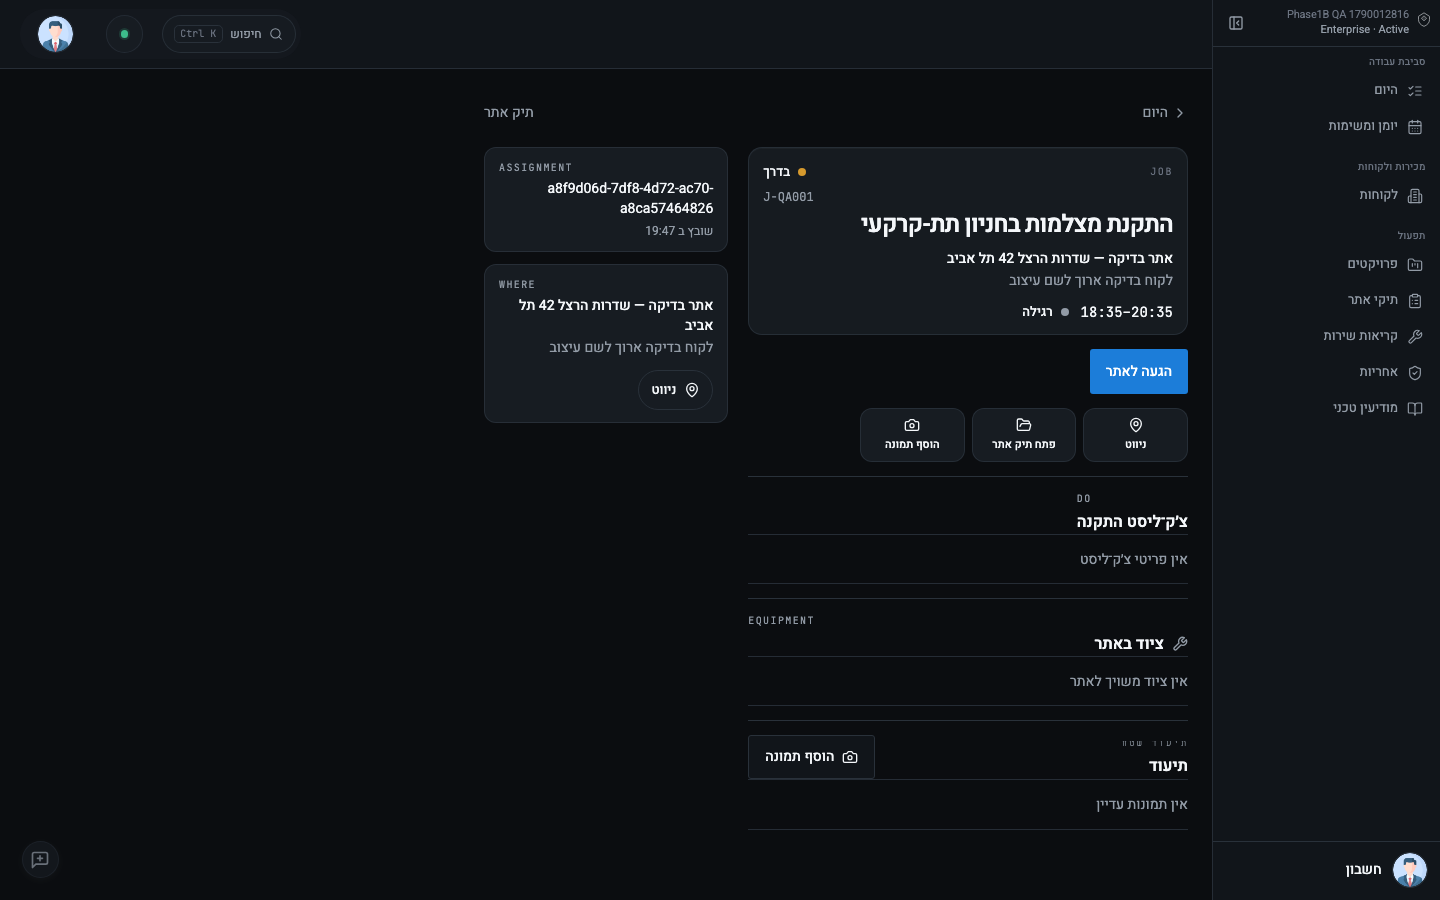 Phase1B QA 1790012816
Enterprise · Active
סביבת עבודה
היום
יומן ומשימות
מכירות ולקוחות
לקוחות
תפעול
פרויקטים
תיקי אתר
קריאות שירות
אחריות
מודיעין טכני
חשבון
חיפוש
Ctrl K
היום
תיק אתר
JOB
בדרך
J-QA001
התקנת מצלמות בחניון תת-קרקעי
אתר בדיקה — שדרות הרצל 42 תל אביב
לקוח בדיקה ארוך לשם עיצוב
18:35–20:35
רגילה
הגעה לאתר
ניווט
פתח תיק אתר
הוסף תמונה
DO
צ׳ק־ליסט התקנה
אין פריטי צ׳ק־ליסט
EQUIPMENT
ציוד באתר
אין ציוד משויך לאתר
תיעוד שטח
תיעוד
הוסף תמונה
אין תמונות עדיין
ASSIGNMENT
a8f9d06d-7df8-4d72-ac70-
a8ca57464826
שובץ ב 19:47
WHERE
אתר בדיקה — שדרות הרצל 42 תל
אביב
לקוח בדיקה ארוך לשם עיצוב
ניווט